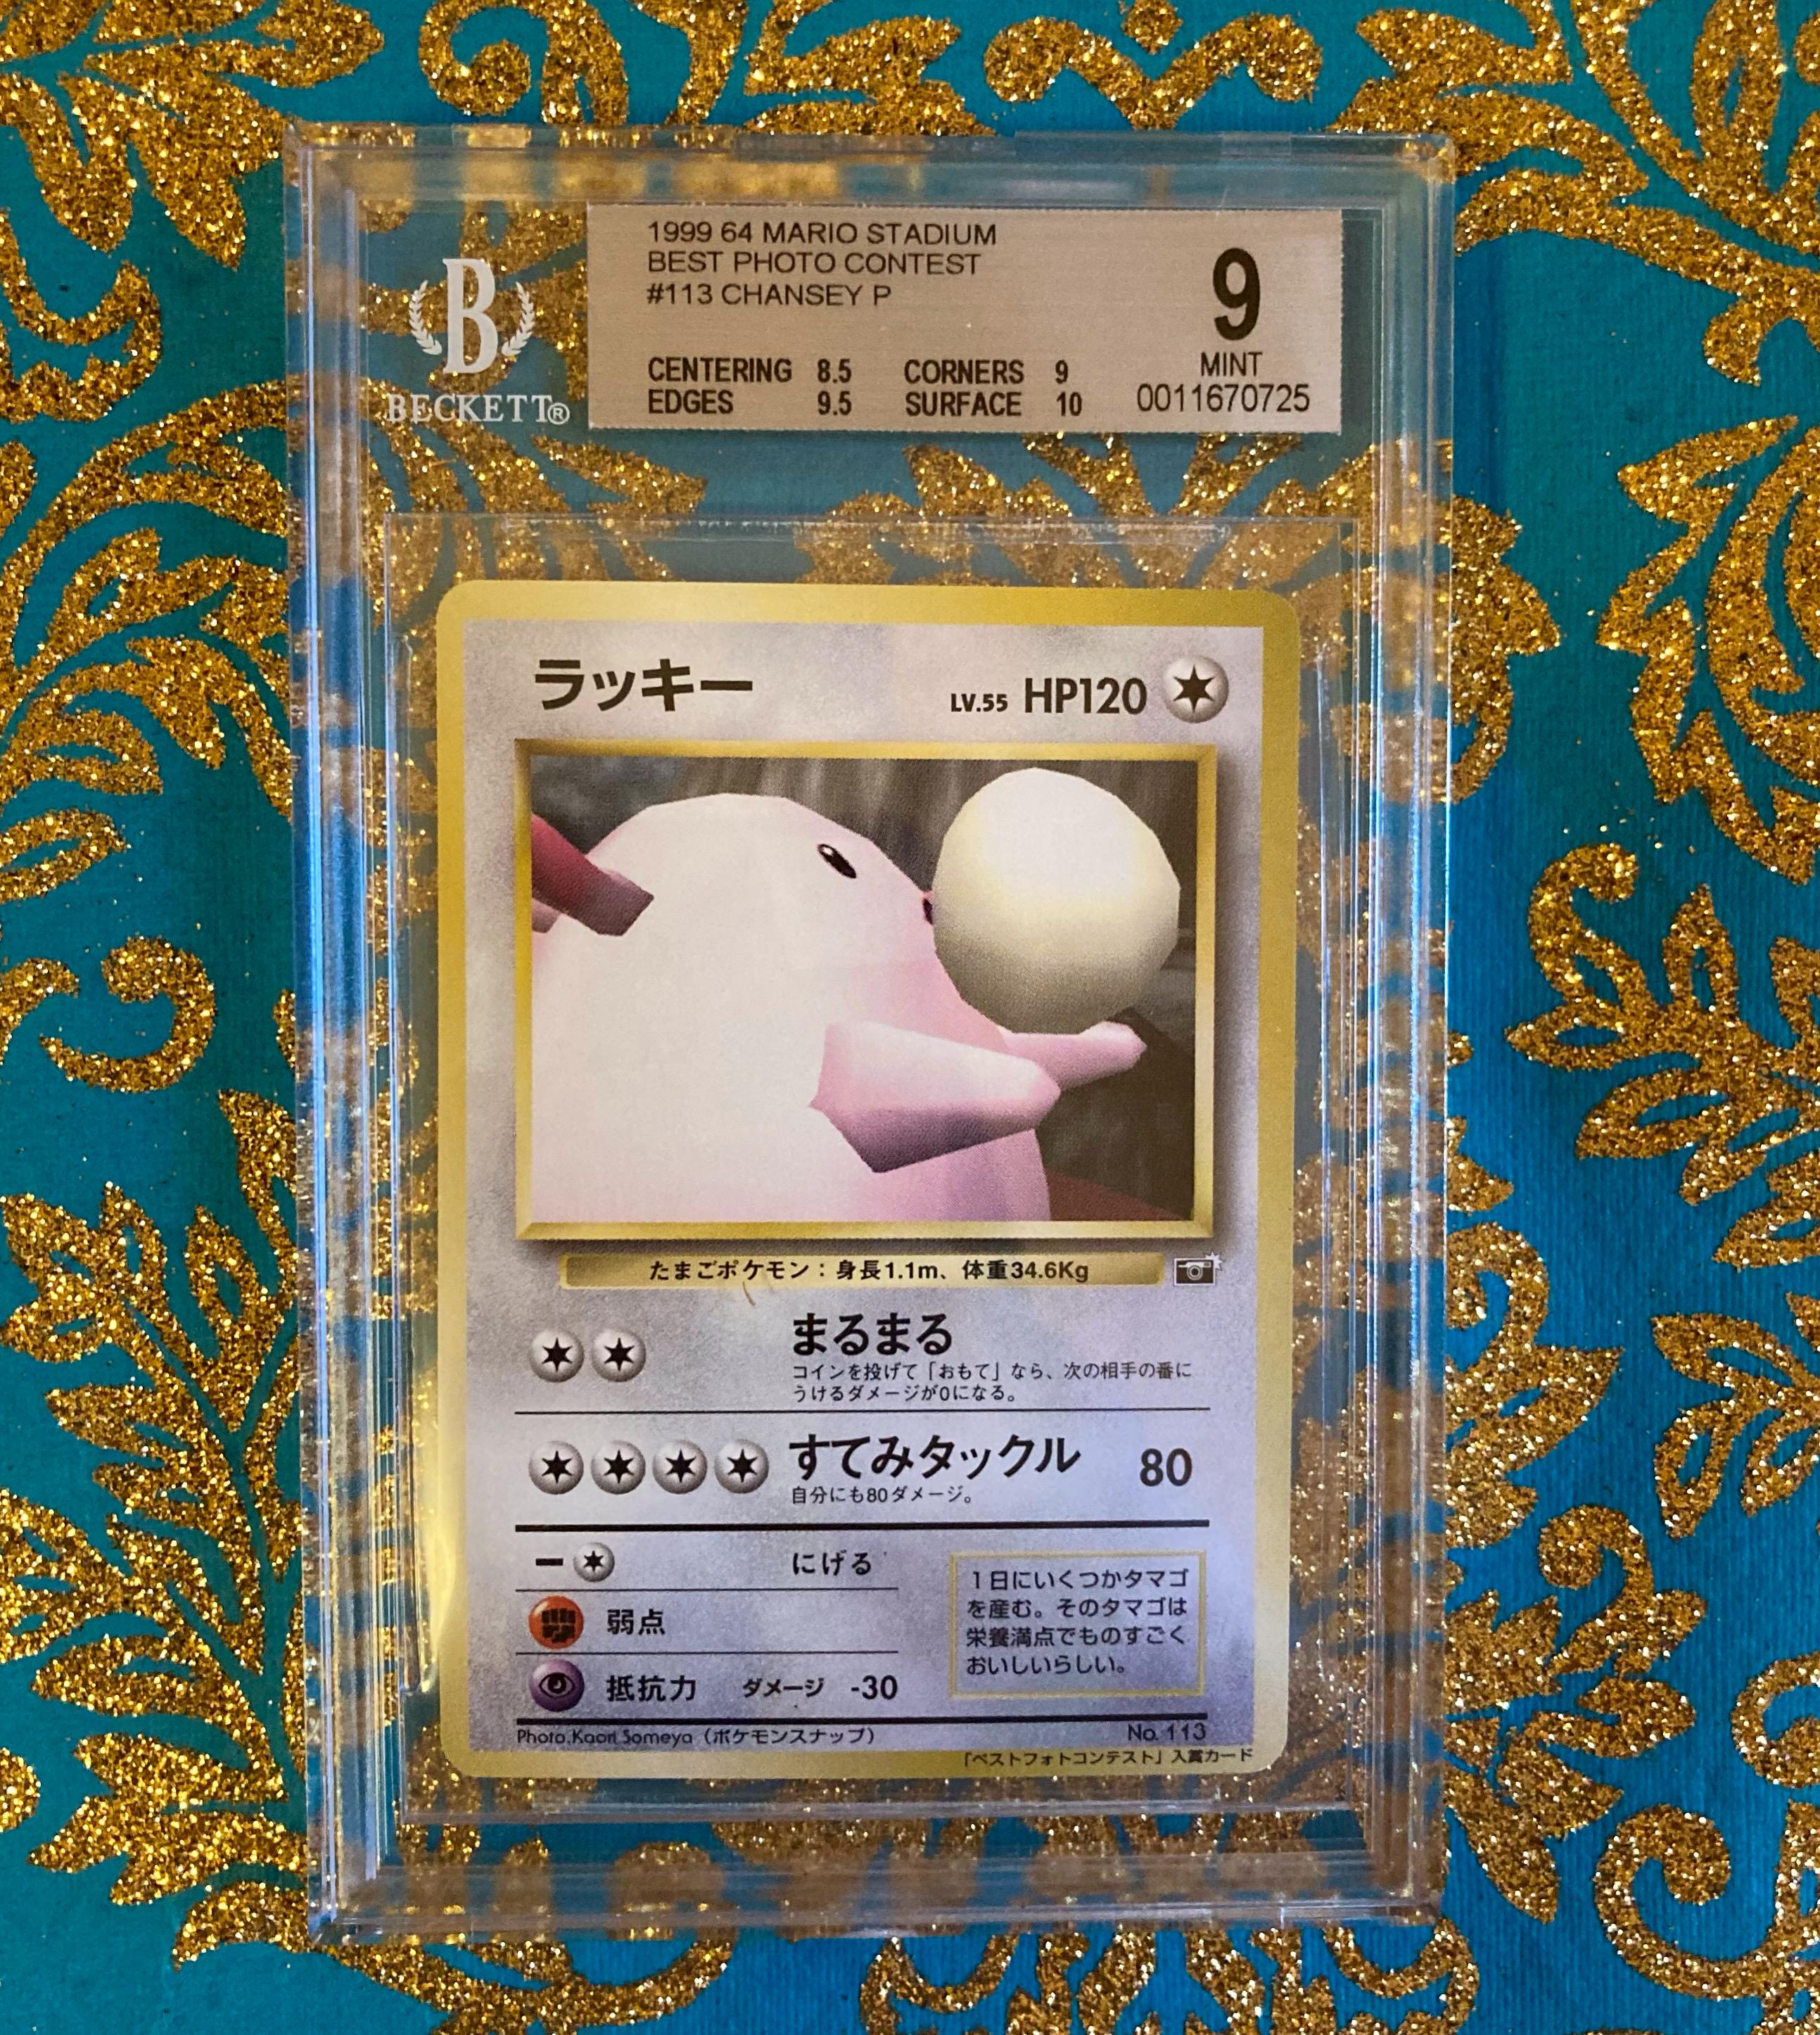 1999 64 MARIO STADIUM
BEST PHOTO CONTEST
#113 CHANSEY P
9
MINT
CENTERING 8.5 CORNERS 9
EDGES 9.5 SURFACE 10
0011670725
B
BECKETT®
ラッキー LV.55 HP120
たまごポケモン：身長1.1m、体重34.6Kg
まるまる
コインを投げて「おもて」なら、次の相手の番に
うけるダメージが0になる。
すてみタックル 80
自分にも80ダメージ。
にげる
弱点
抵抗力 ダメージ -30
1日にいくつかタマゴ
を産む。そのタマゴは
栄養満点でものすごく
おいしいらしい。
Photo.Kaori Someya（ポケモンスナップ） No. 113
「ベストフォトコンテスト」入賞カード